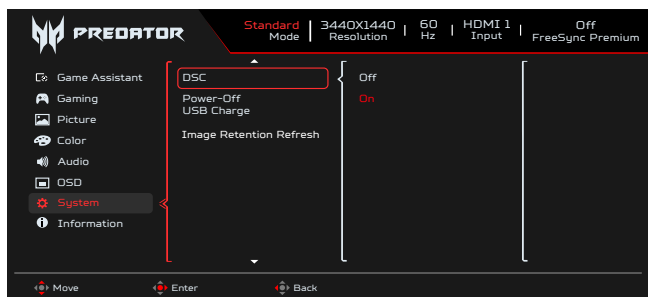 PREDATOR
Standard
Mode
3440X1440
Resolution
60
Hz
HDMI 1
Input
Off
FreeSync Premium
Game Assistant
Gaming
Picture
Color
Audio
OSD
System
Information
DSC
Power-Off
USB Charge
Image Retention Refresh
Off
On
Move
Enter
Back